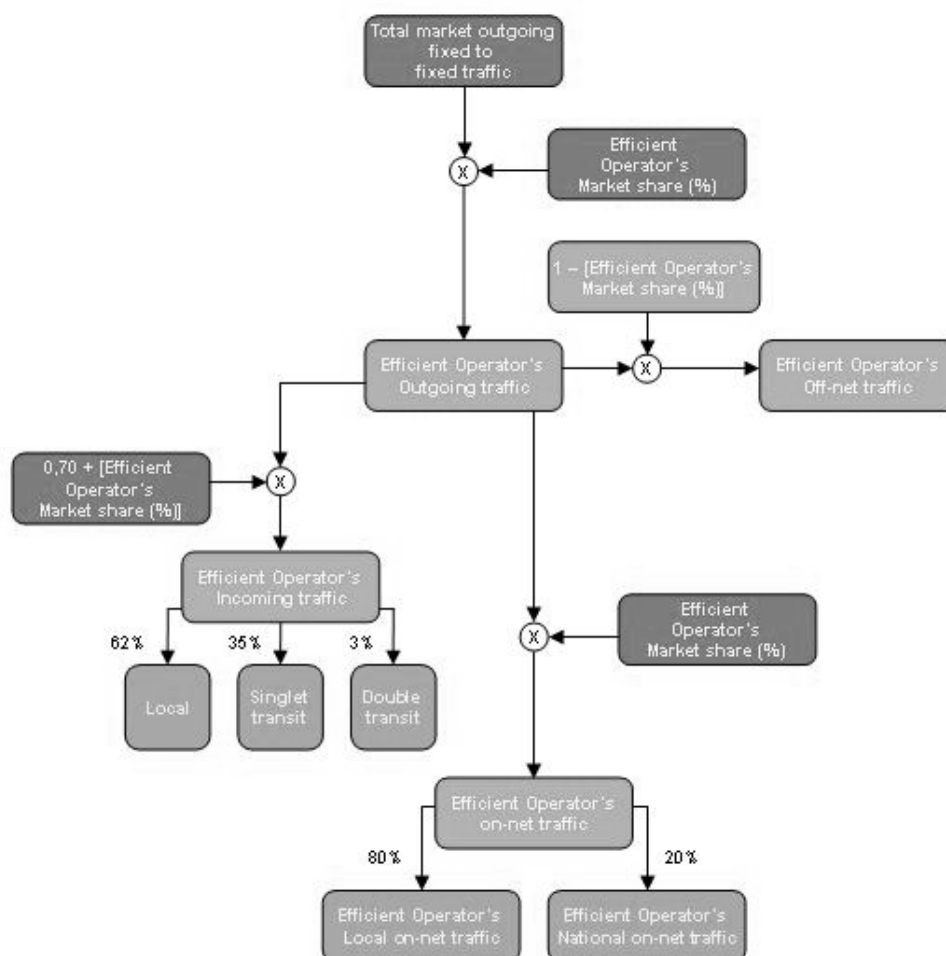 Total market outgoing
fixed to
fixed traffic
Efficient
Operator's
Market share (%)
X
1 – [Efficient Operator's
Market share (%)]
Efficient Operator's
Outgoing traffic
X
Efficient Operator's
Off-net traffic
0,70 + [Efficient
Operator's
Market share (%)]
X
Efficient Operator's
Incoming traffic
62%
35%
3%
Local
Singlet
transit
Double
transit
Efficient
Operator's
Market share (%)
X
Efficient Operator's
on-net traffic
80%
20%
Efficient Operator's
Local on-net traffic
Efficient Operator's
National on-net traffic